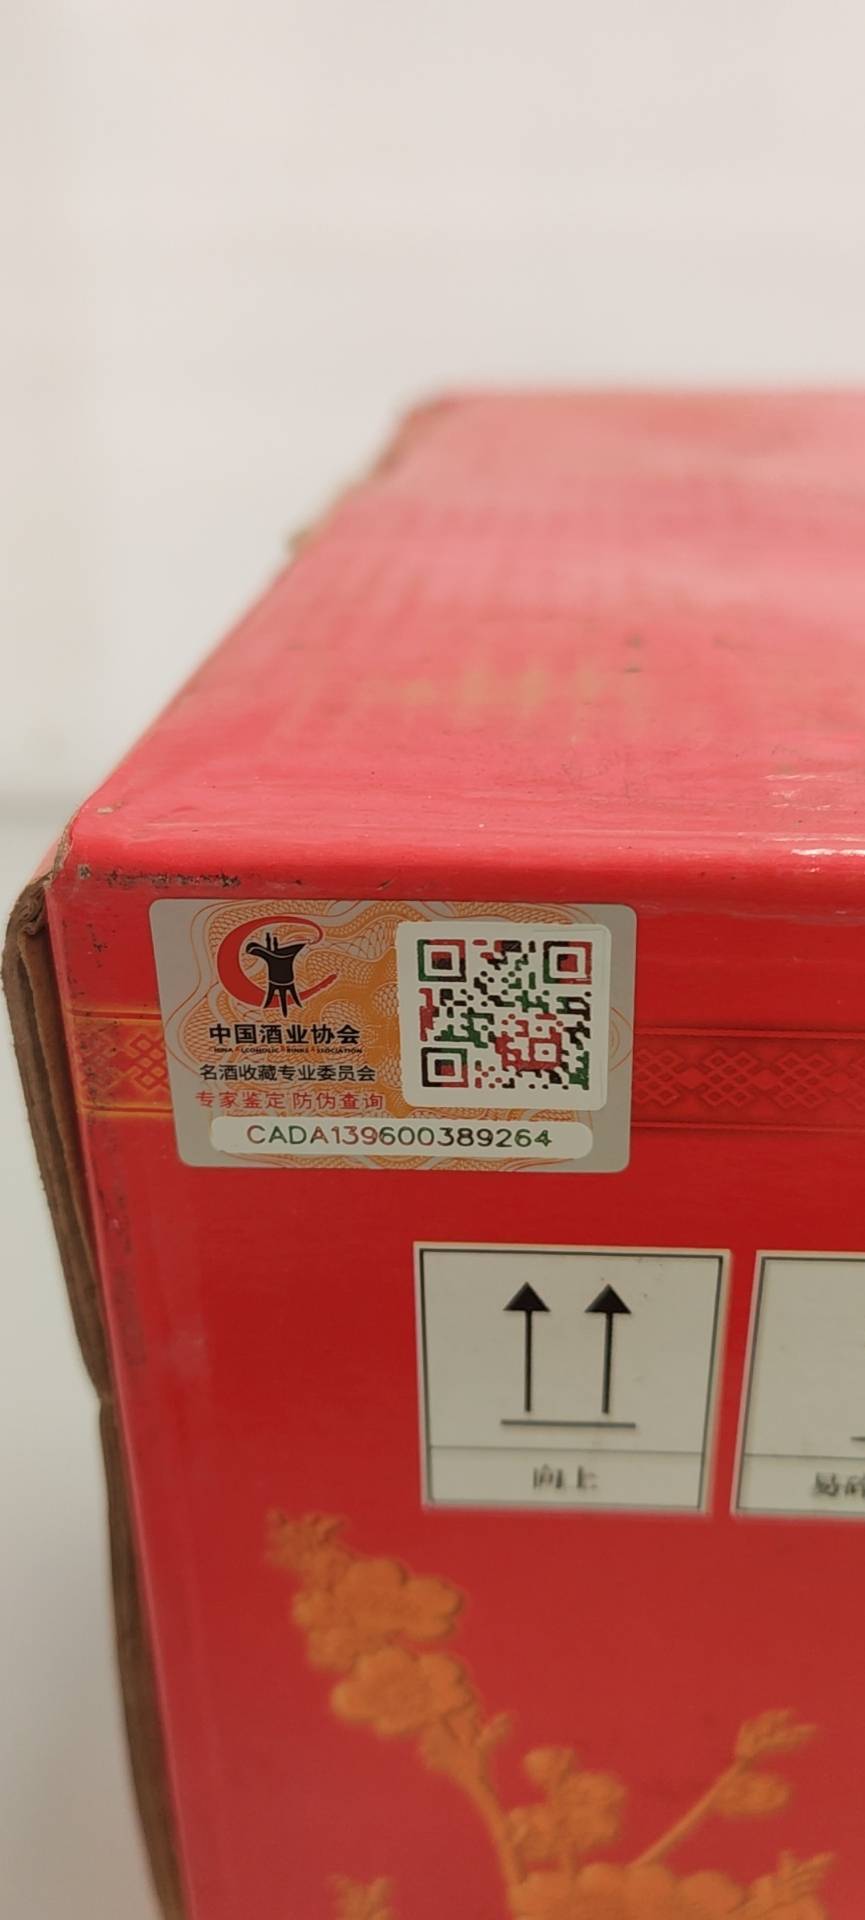 中国酒业协会
名酒收藏专业委员会
专家鉴定 防伪查询
CADA139600389264
向上